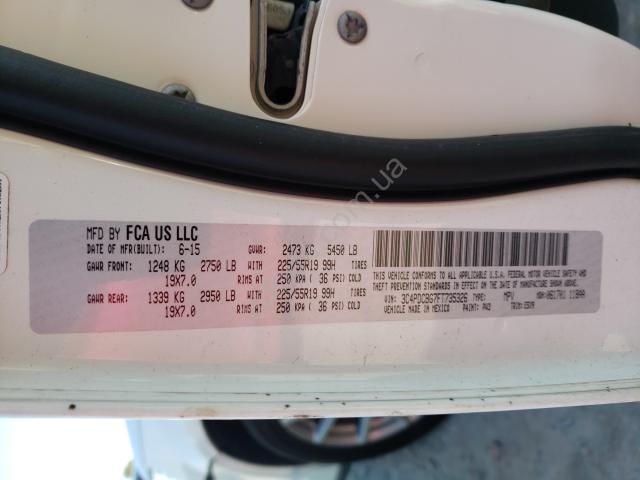 MFD BY FCA US LLC
DATE OF MFR(BUILT): 6-15 GVWR: 2473 KG 5450 LB
GAWR FRONT: 1248 KG 2750 LB WITH 225/55R19 99H TIRES
19X7.0 RIMS AT 250 KPA ( 36 PSI) COLD
GAWR REAR: 1339 KG 2950 LB WITH 225/55R19 99H TIRES
19X7.0 RIMS AT 250 KPA ( 36 PSI) COLD
THIS VEHICLE CONFORMS TO ALL APPLICABLE U.S.A. FEDERAL MOTOR VEHICLE SAFETY AND
THEFT PREVENTION STANDARDS IN EFFECT ON THE DATE OF MANUFACTURE SHOWN ABOVE.
VIN: 3C4PDCBG7FT735326 TYPE: MPV
VEHICLE MADE IN MEXICO PAINT: PW3 TRIM:
.com.ua